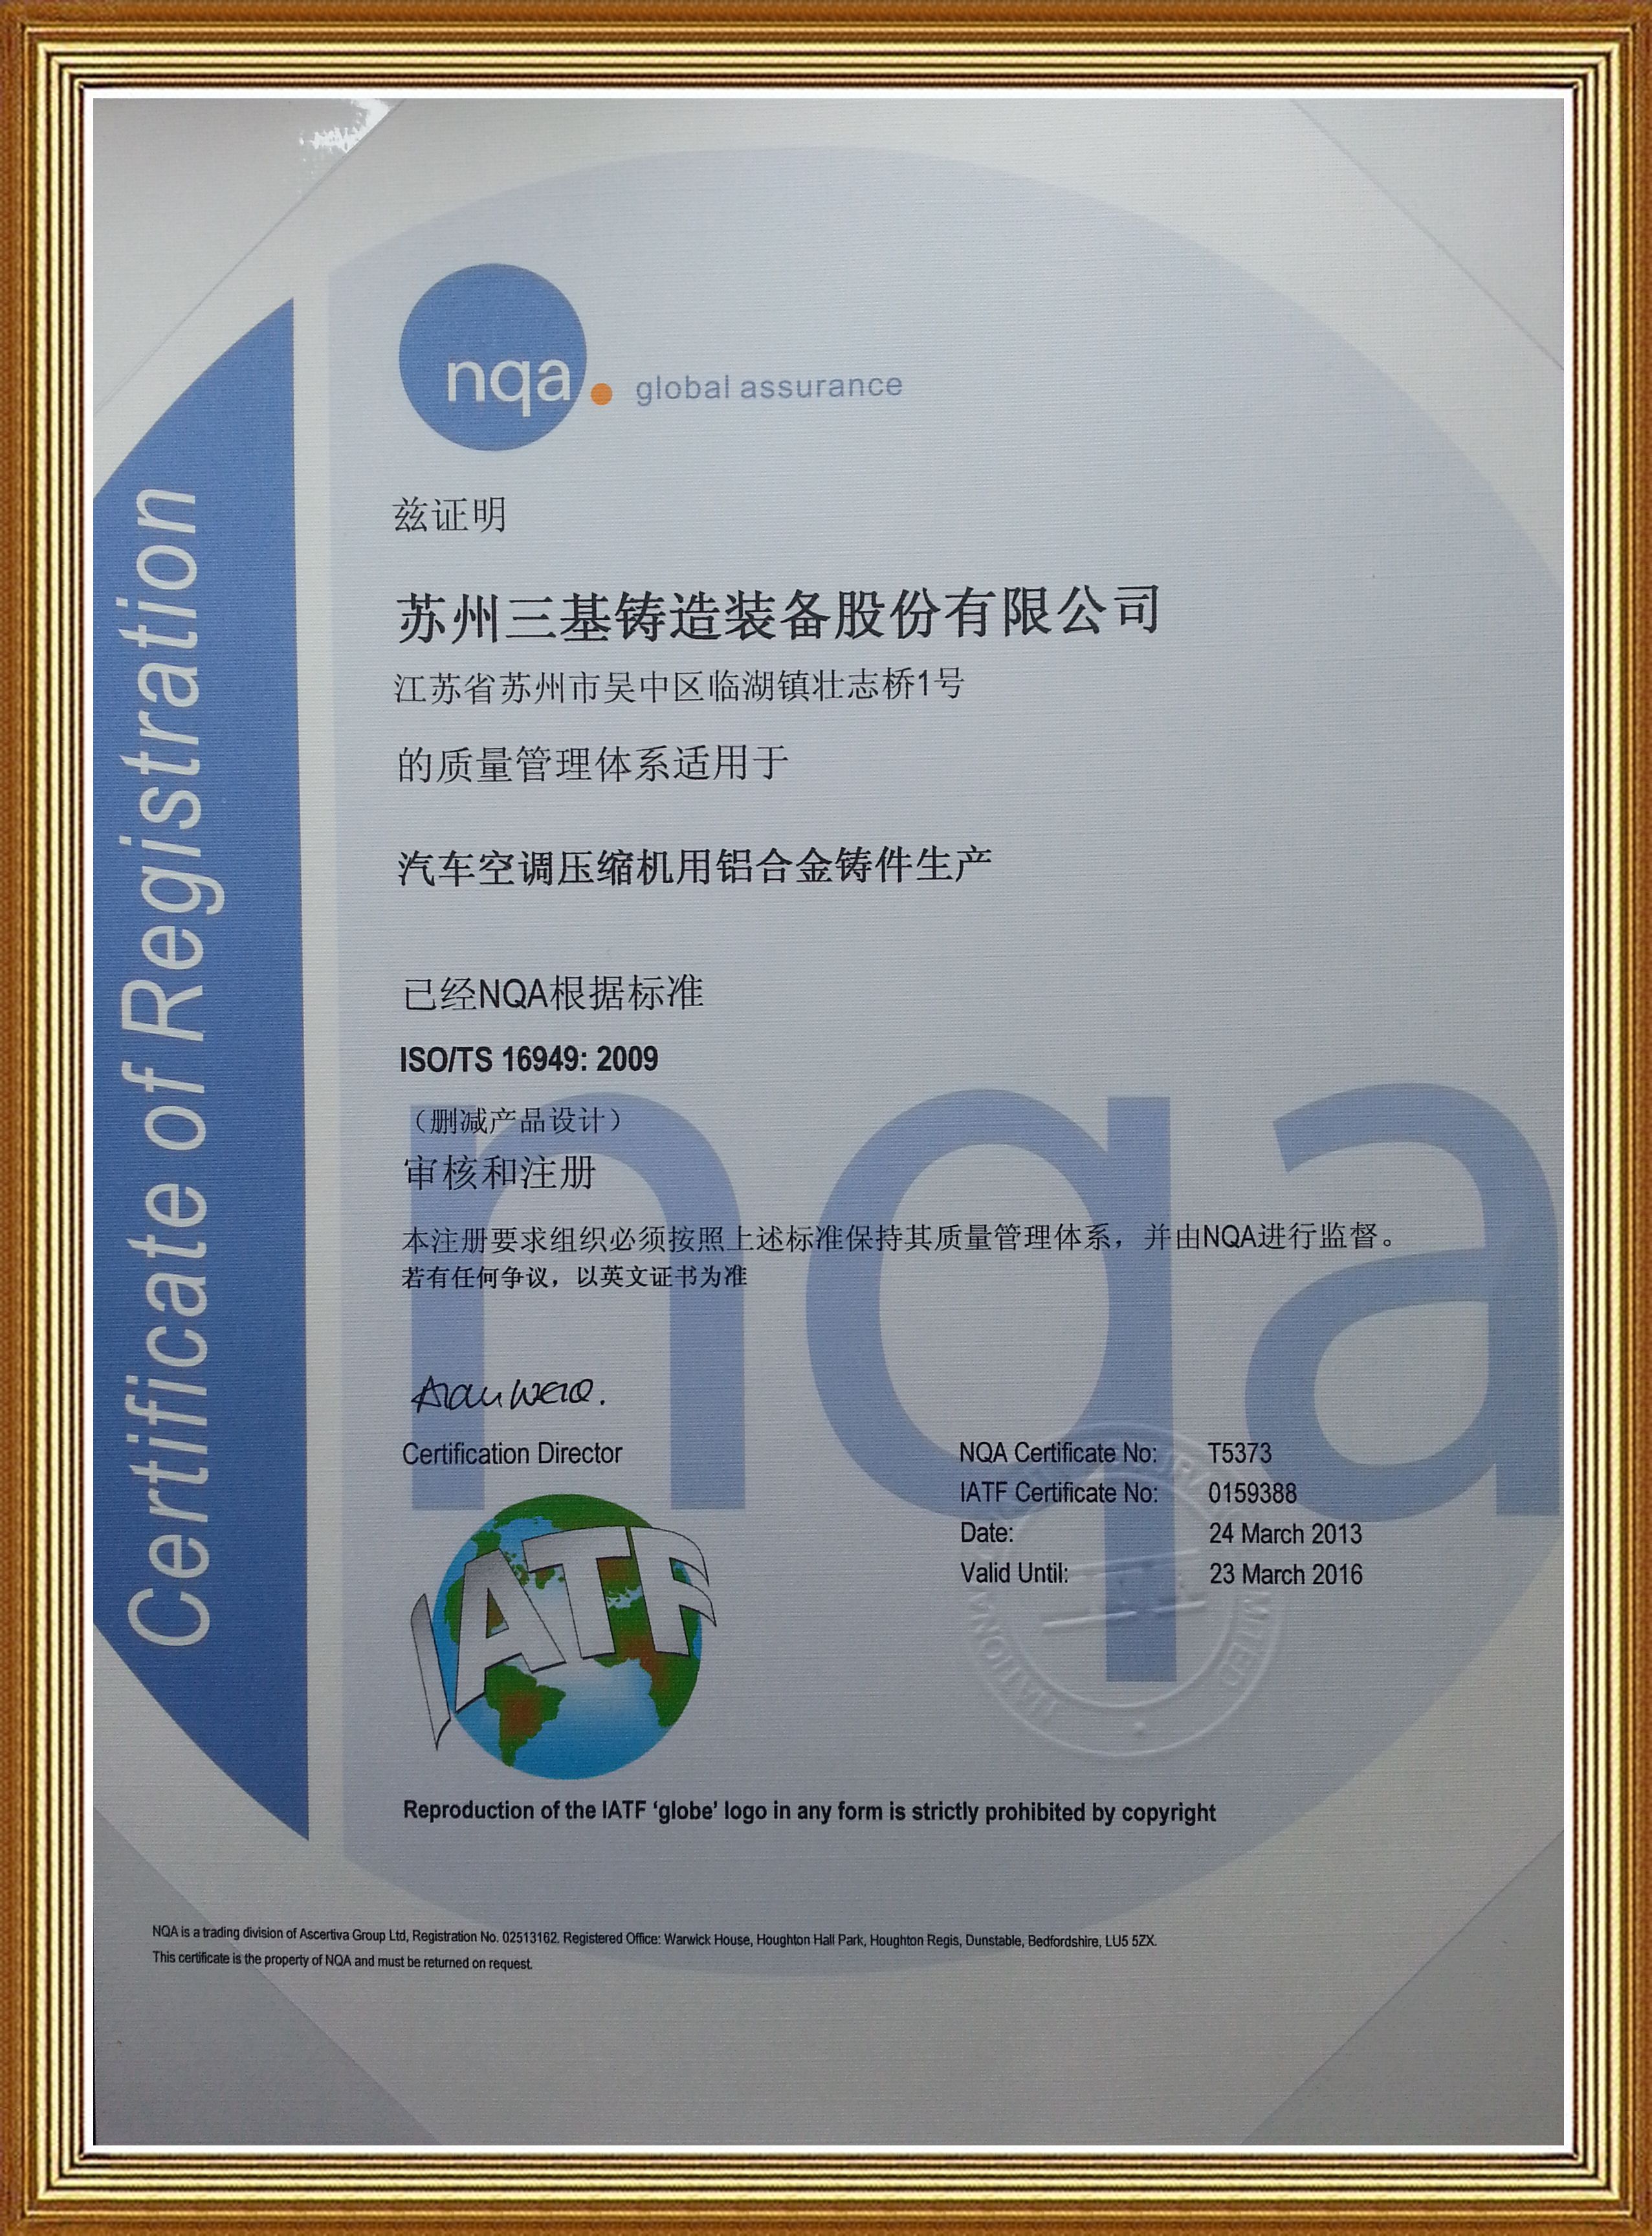 nqa. global assurance
Certificate of Registration
兹证明
苏州三基铸造装备股份有限公司
江苏省苏州市吴中区临湖镇壮志桥1号
的质量管理体系适用于
汽车空调压缩机用铝合金铸件生产
已经NQA根据标准
ISO/TS 16949: 2009
（删减产品设计）
审核和注册
本注册要求组织必须按照上述标准保持其质量管理体系，并由NQA进行监督。
若有任何争议，以英文证书为准
nqa
Certification Director
NQA Certificate No: T5373
IATF Certificate No: 0159388
Date: 24 March 2013
Valid Until: 23 March 2016
IATF
Reproduction of the IATF ‘globe’ logo in any form is strictly prohibited by copyright
NQA is a trading division of Ascertiva Group Ltd, Registration No. 02513162. Registered Office: Warwick House, Houghton Hall Park, Houghton Regis, Dunstable, Bedfordshire, LU5 5ZX.
This certificate is the property of NQA and must be returned on request.